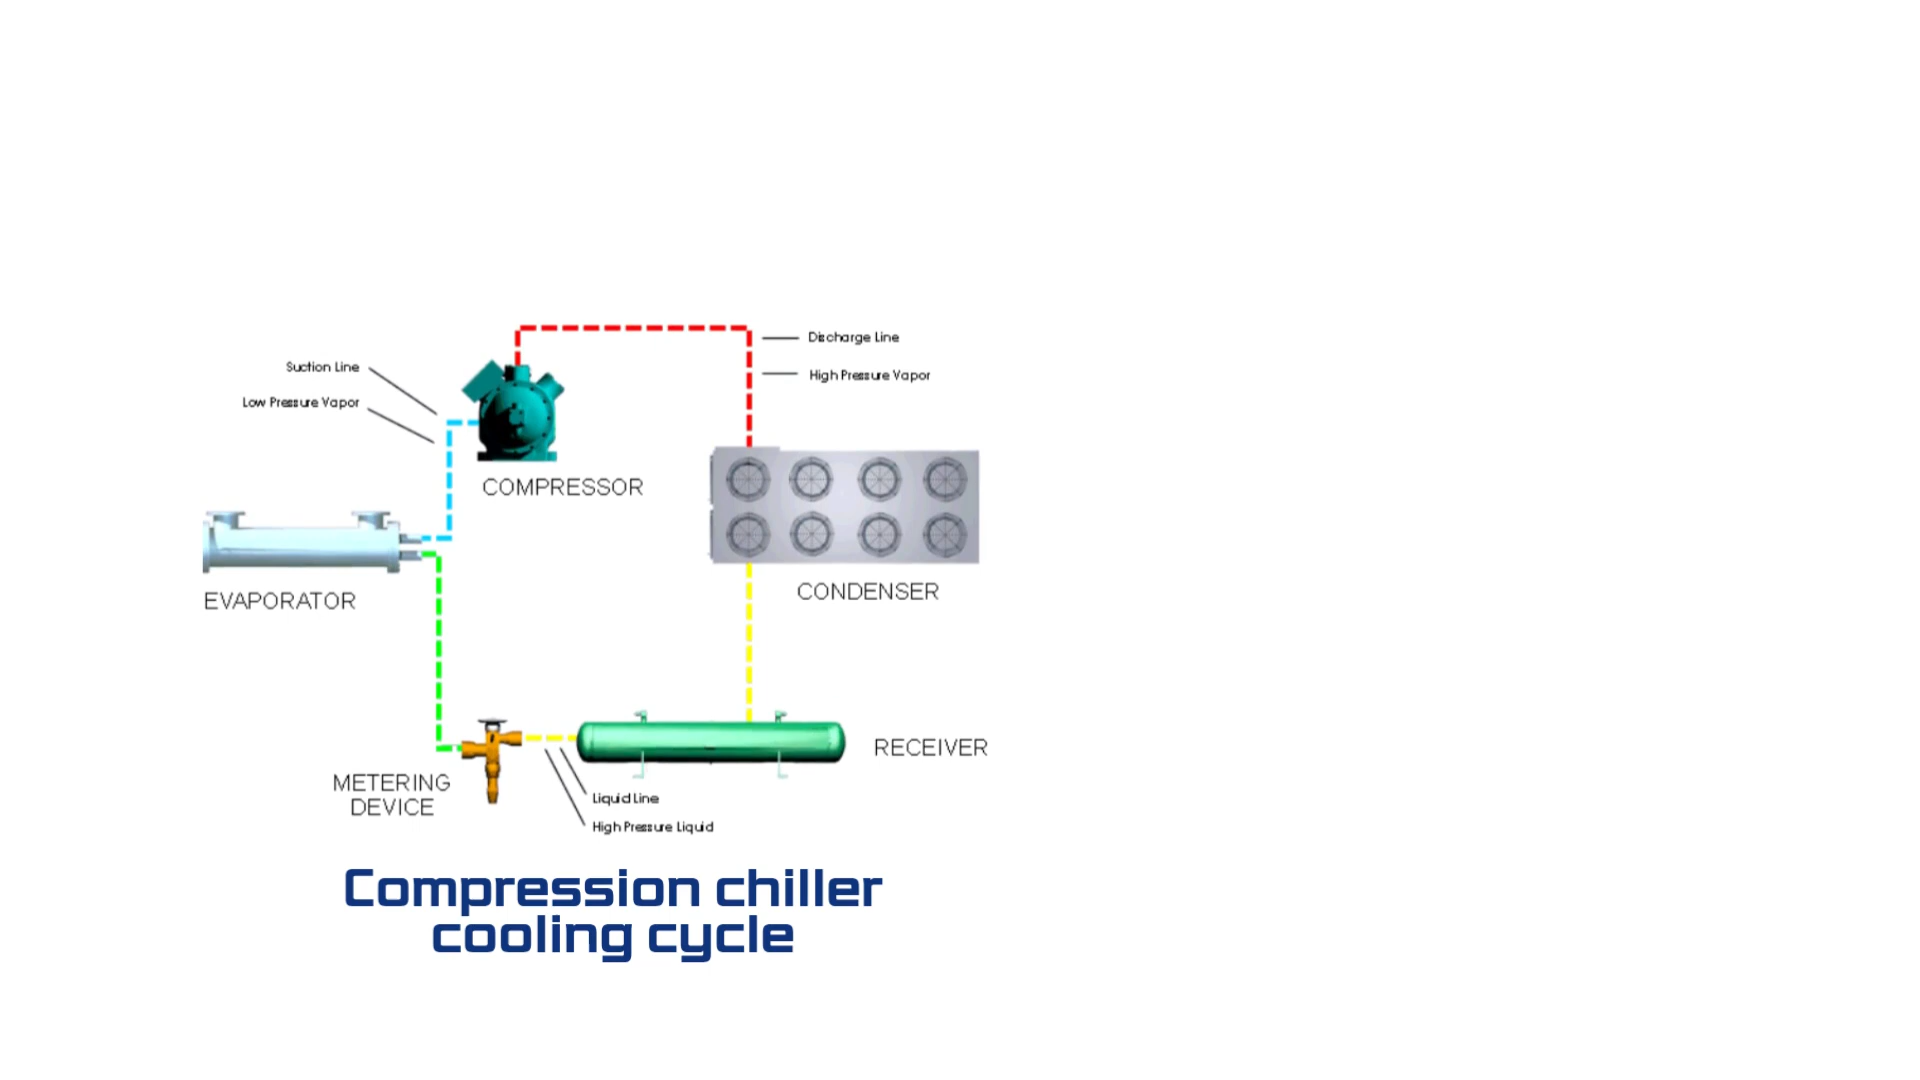 Discharge Line
Suction Line
High Pressure Vapor
Low Pressure Vapor
COMPRESSOR
CONDENSER
EVAPORATOR
RECEIVER
METERING
DEVICE
Liquid Line
High Pressure Liquid
Compression chiller
cooling cycle